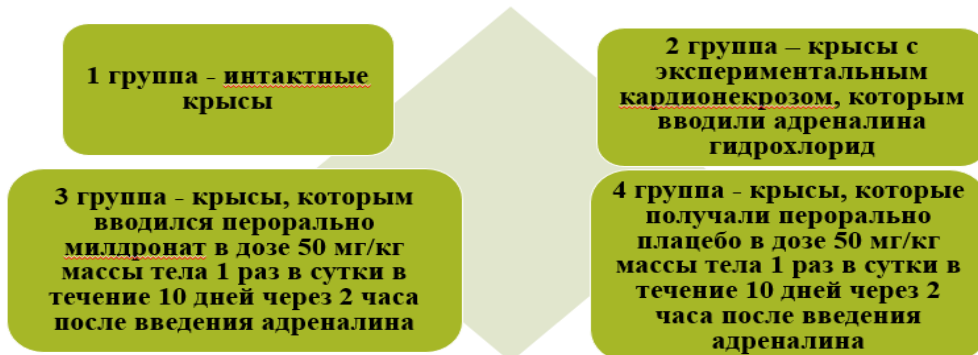 1 группа - интактные
крысы
2 группа – крысы с
экспериментальным
кардионекрозом, которым
вводили адреналина
гидрохлорид
3 группа - крысы, которым
вводился перорально
милдронат в дозе 50 мг/кг
массы тела 1 раз в сутки в
течение 10 дней через 2 часа
после введения адреналина
4 группа - крысы, которые
получали перорально
плацебо в дозе 50 мг/кг
массы тела 1 раз в сутки в
течение 10 дней через 2
часа после введения
адреналина